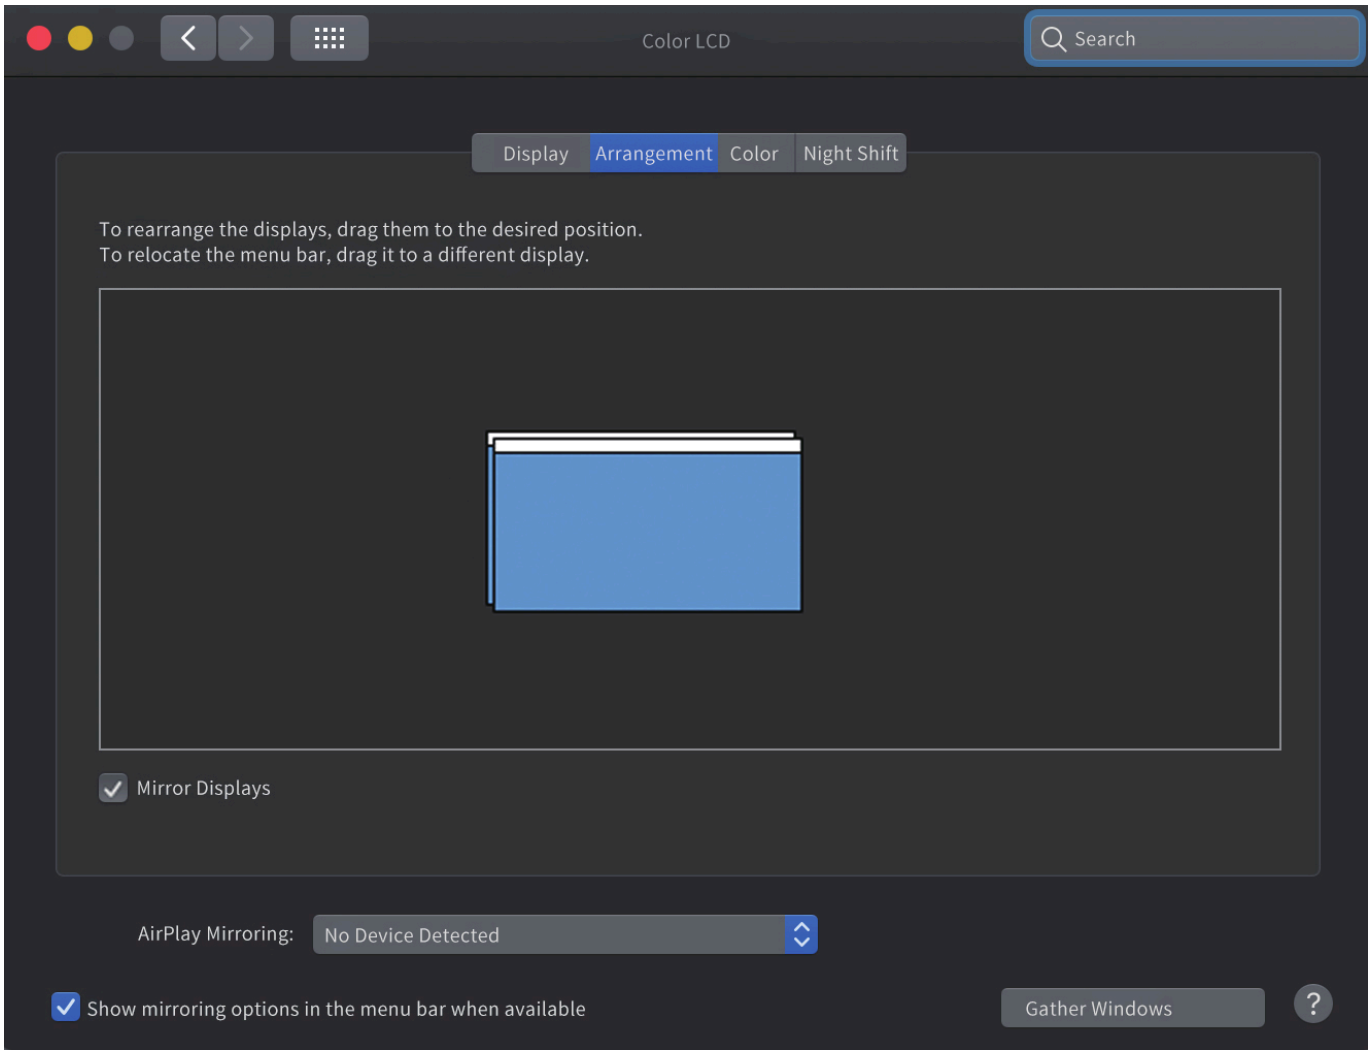 Color LCD
Search
Display
Arrangement
Color
Night Shift
To rearrange the displays, drag them to the desired position.
To relocate the menu bar, drag it to a different display.
Mirror Displays
AirPlay Mirroring:
No Device Detected
Show mirroring options in the menu bar when available
Gather Windows
?